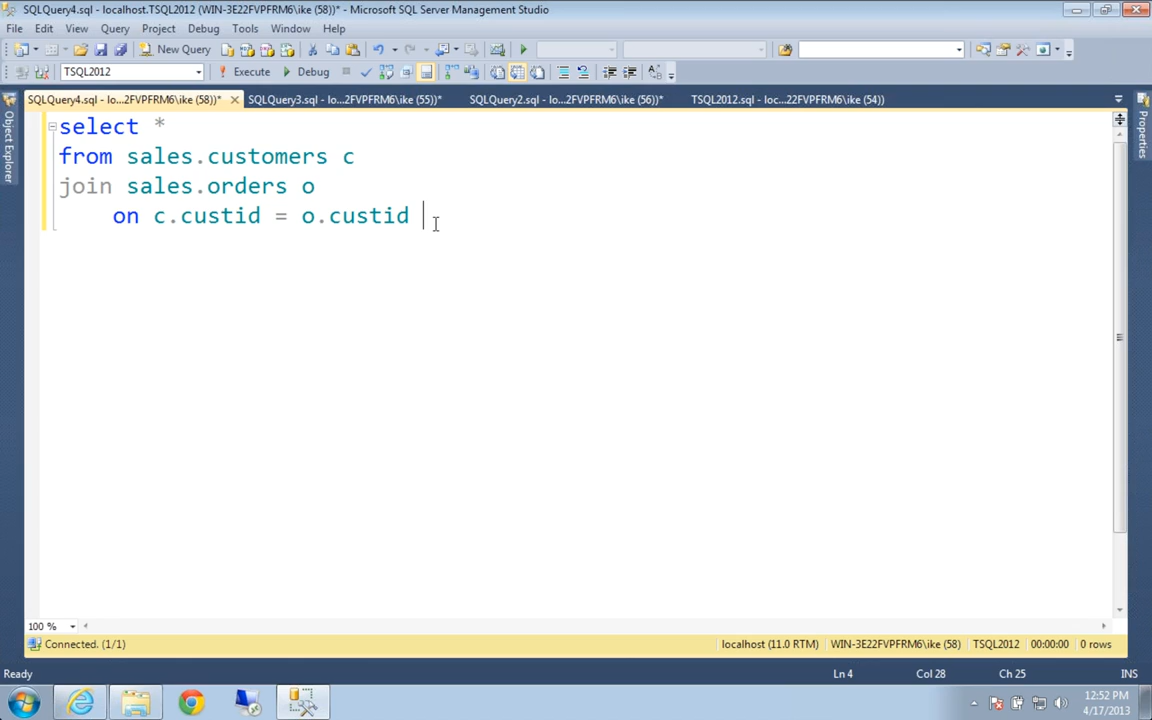 SQLQuery4.sql - localhost.TSQL2012 (WIN-3E22FVPFRM6\ike (58))* - Microsoft SQL Server Management Studio
File Edit View Query Project Debug Tools Window Help
New Query
TSQL2012 Execute Debug
SQLQuery4.sql - lo...2FVPFRM6\ike (58))* SQLQuery3.sql - lo...2FVPFRM6\ike (55))* SQLQuery2.sql - lo...2FVPFRM6\ike (56))* TSQL2012.sql - loc...22FVPFRM6\ike (54))
Object Explorer
Properties
select *
from sales.customers c
join sales.orders o
on c.custid = o.custid
100 %
Connected. (1/1) localhost (11.0 RTM) WIN-3E22FVPFRM6\ike (58) TSQL2012 00:00:00 0 rows
Ready Ln 4 Col 28 Ch 25 INS
12:52 PM
4/17/2013